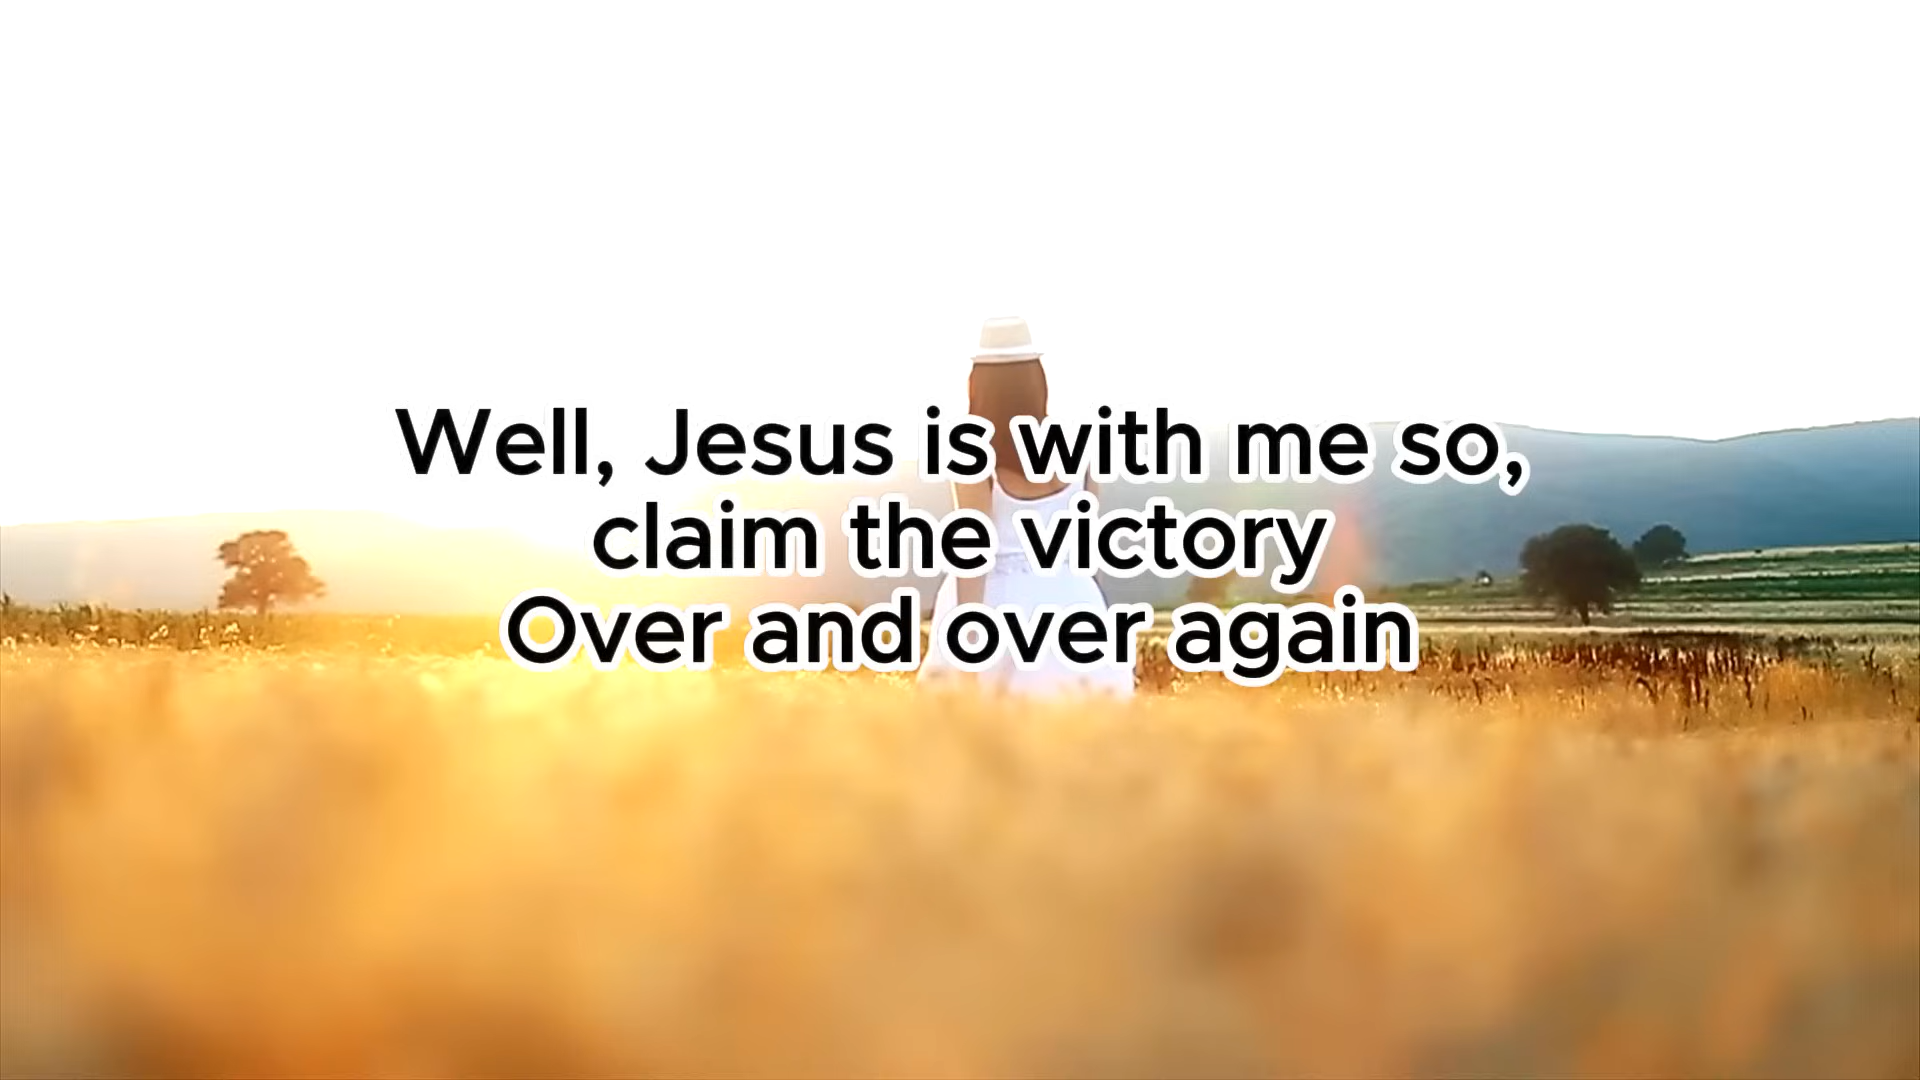 Well, Jesus is with me so,
claim the victory
Over and over again